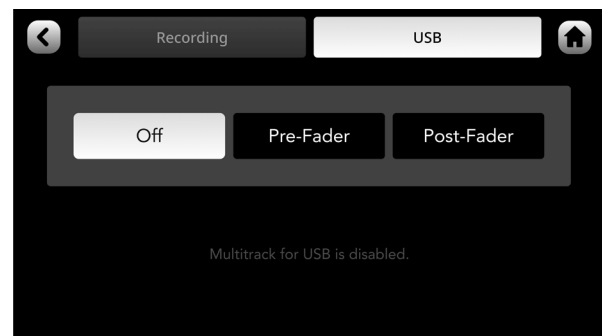 Recording USB
Off Pre-Fader Post-Fader
Multitrack for USB is disabled.